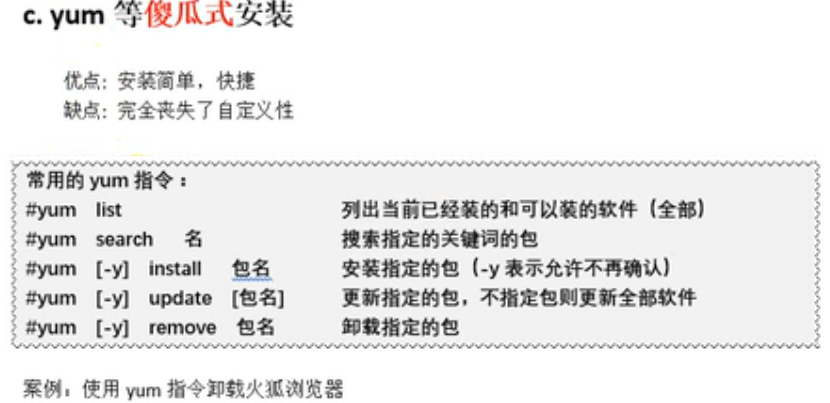 c. yum 等傻瓜式安装
优点：安装简单，快捷
缺点：完全丧失了自定义性
常用的 yum 指令：
#yum list 列出当前已经装的和可以装的软件（全部）
#yum search 名 搜索指定的关键词的包
#yum [-y] install 包名 安装指定的包（-y 表示允许不再确认）
#yum [-y] update [包名] 更新指定的包，不指定包则更新全部软件
#yum [-y] remove 包名 卸载指定的包
案例：使用 yum 指令卸载火狐浏览器